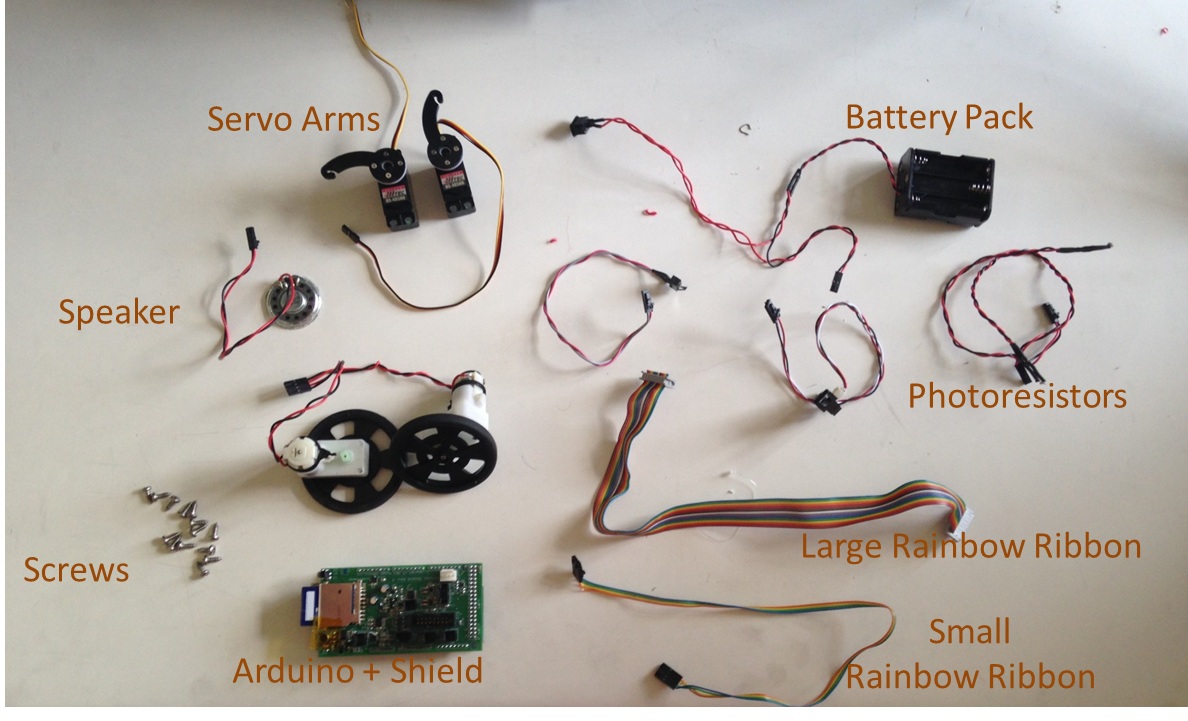 Servo Arms
Battery Pack
Speaker
Photoresistors
Large Rainbow Ribbon
Screws
Small
Rainbow Ribbon
Arduino + Shield